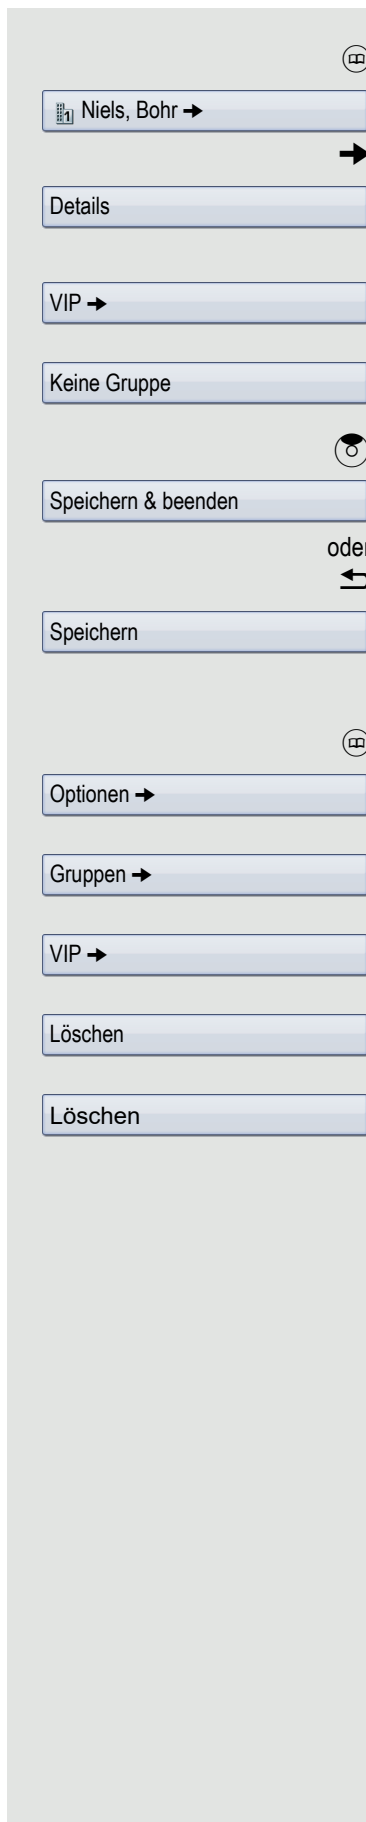 Niels, Bohr →
Details
VIP →
Keine Gruppe
Speichern & beenden
oder
Speichern
Optionen →
Gruppen →
VIP →
Löschen
Löschen